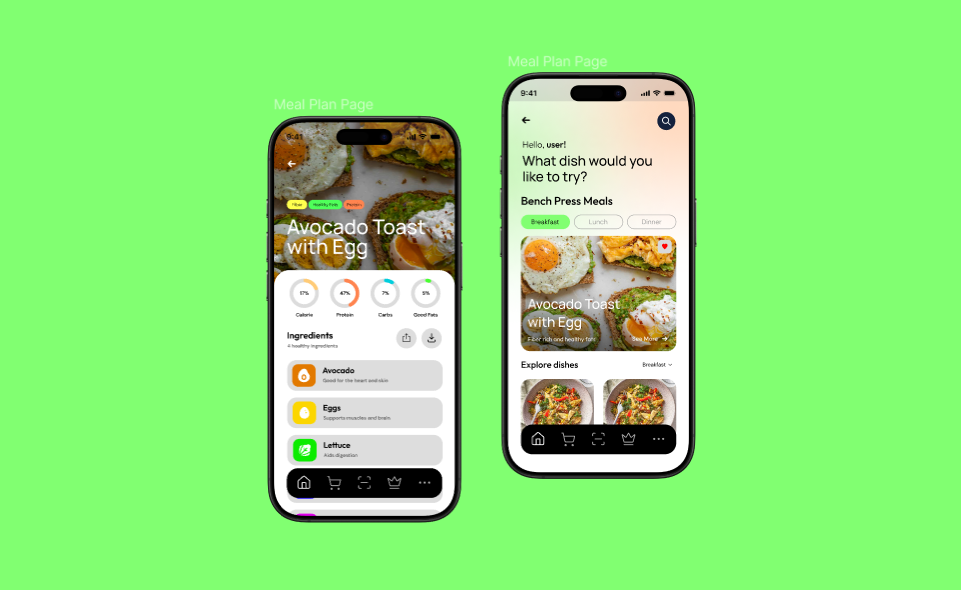 Meal Plan Page
9:41
Fiber
Healthy Fats
Protein
Avocado Toast
with Egg
17%
47%
7%
5%
Calorie
Protein
Carbs
Good Fats
Ingredients
4 healthy ingredients
Avocado
Good for the heart and skin
Eggs
Supports muscles and brain
Lettuce
Aids digestion
Meal Plan Page
9:41
Hello, user!
What dish would you
like to try?
Bench Press Meals
Breakfast
Lunch
Dinner
Avocado Toast
with Egg
Fiber rich and healthy fats
See More
Explore dishes
Breakfast